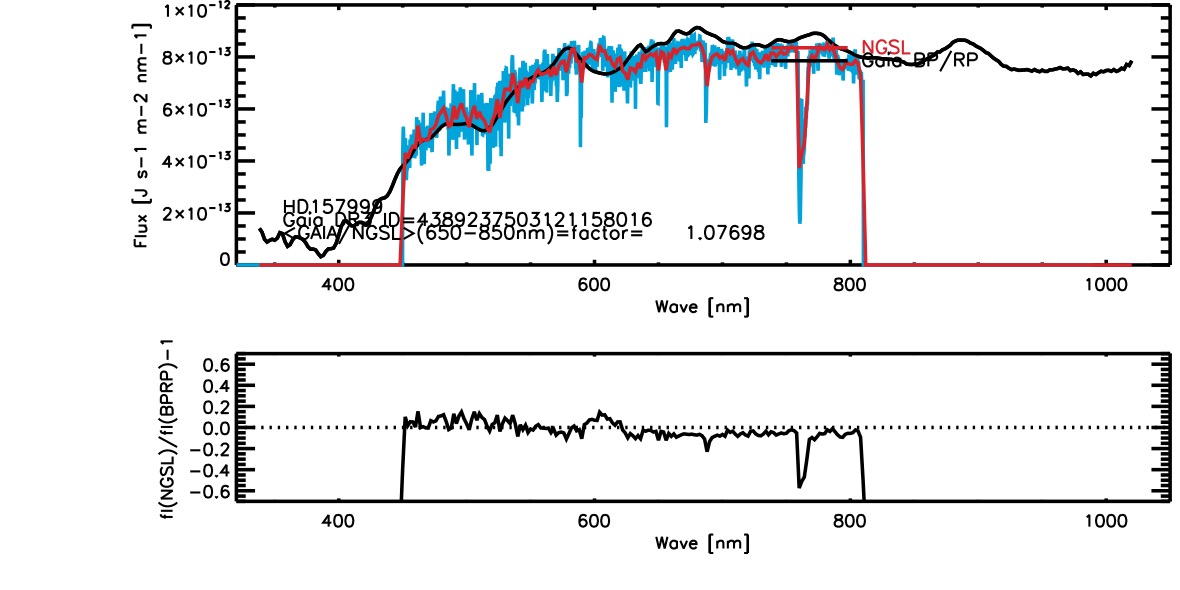 1×10−12
8×10−13
6×10−13
4×10−13
2×10−13
0
Flux [J s−1 m−2 nm−1]
NGSL
Gaia BP/RP
HD157999
Gaia DR3 ID=4389237503121158016
<GAIA/NGSL>(650−850nm)=factor= 1.07698
400 600 800 1000
Wave [nm]
fl(NGSL)/fl(BPRP)−1
0.6
0.4
0.2
0.0
−0.2
−0.4
−0.6
400 600 800 1000
Wave [nm]